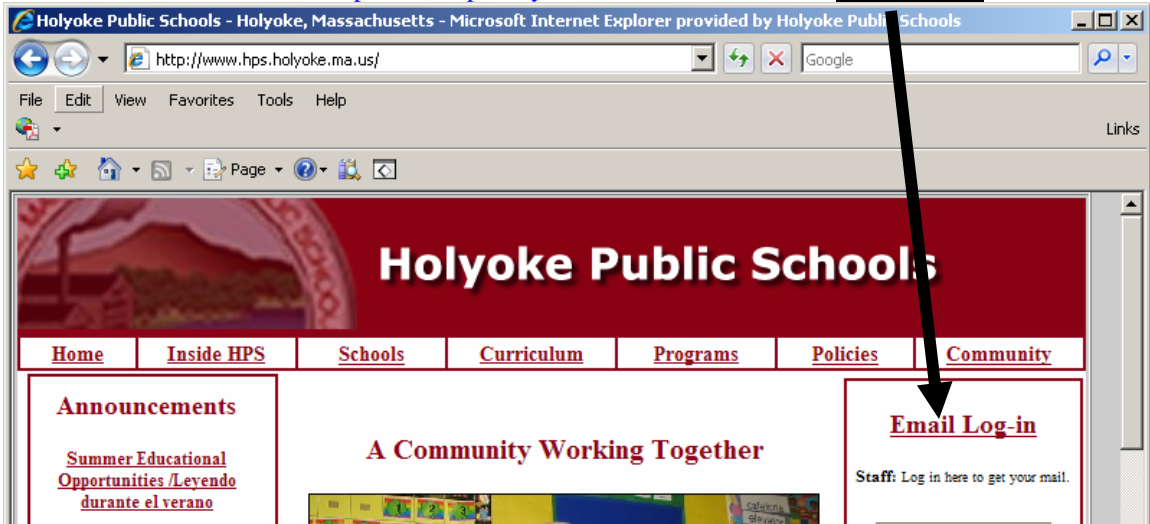 Holyoke Public Schools - Holyoke, Massachusetts - Microsoft Internet Explorer provided by Holyoke Public Schools
http://www.hps.holyoke.ma.us/
Google
File Edit View Favorites Tools Help
Links
Page
Holyoke Public Schools
Home Inside HPS Schools Curriculum Programs Policies Community
Announcements
Summer Educational
Opportunities /Leyendo
durante el verano
A Community Working Together
1 2 3
Email Log-in
Staff: Log in here to get your mail.